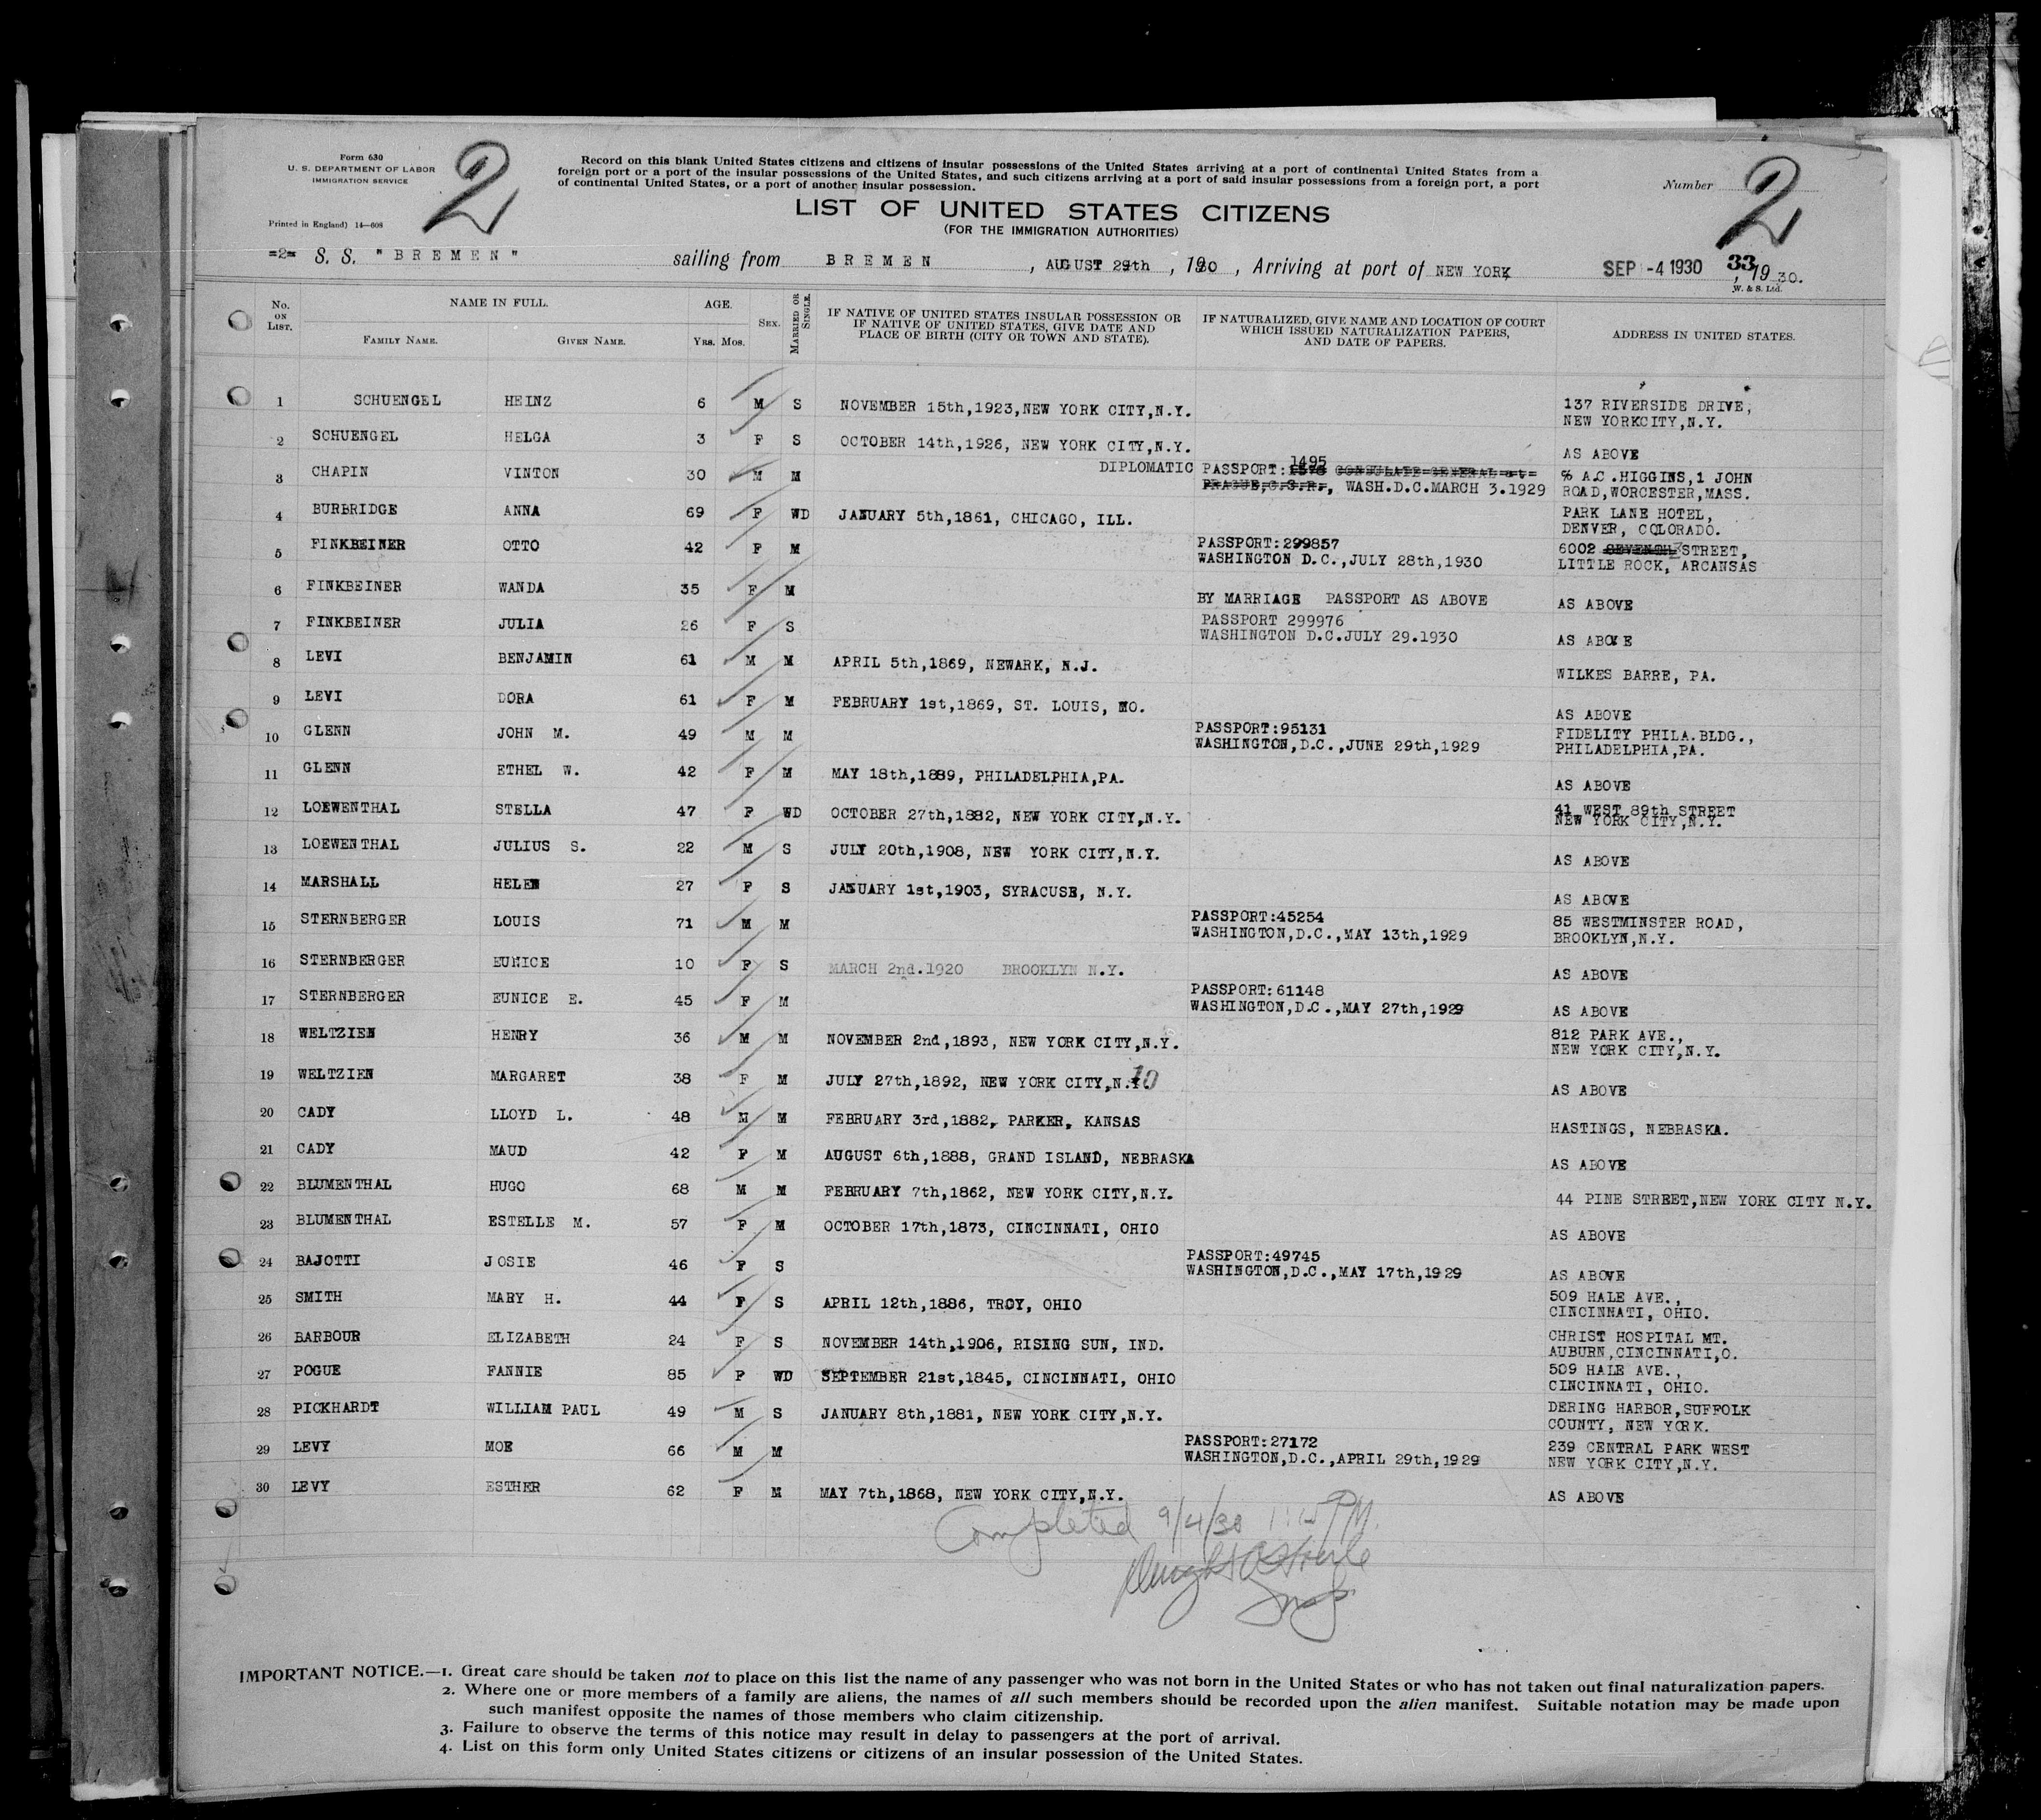 Form 630
U. S. DEPARTMENT OF LABOR
IMMIGRATION SERVICE
Printed in England) 14—608
2
Record on this blank United States citizens and citizens of insular possessions of the United States arriving at a port of continental United States from a
foreign port or a port of the insular possessions of the United States, and such citizens arriving at a port of said insular possessions from a foreign port, a port
of continental United States, or a port of another insular possession.
Number 2
LIST OF UNITED STATES CITIZENS
(FOR THE IMMIGRATION AUTHORITIES)
=2= S. S. "BREMEN" sailing from BREMEN, AUGUST 29th, 1930, Arriving at port of NEW YORK SEP -4 1930 33, 1930.
W. & S. Ltd.
No. ON LIST. NAME IN FULL. FAMILY NAME. GIVEN NAME. AGE. YRS. MOS. SEX. MARRIED OR SINGLE. IF NATIVE OF UNITED STATES INSULAR POSSESSION OR IF NATIVE OF UNITED STATES, GIVE DATE AND PLACE OF BIRTH (CITY OR TOWN AND STATE). IF NATURALIZED, GIVE NAME AND LOCATION OF COURT WHICH ISSUED NATURALIZATION PAPERS, AND DATE OF PAPERS. ADDRESS IN UNITED STATES.
1 SCHUENGEL HEINZ 6 M S NOVEMBER 15th,1923,NEW YORK CITY,N.Y. 137 RIVERSIDE DRIVE,
NEW YORKCITY,N.Y.
2 SCHUENGEL HELGA 3 F S OCTOBER 14th,1926, NEW YORK CITY,N.Y. AS ABOVE
3 CHAPIN VINTON 30 M M DIPLOMATIC PASSPORT: 1495 CONSULATE GENERAL at= ℅ A.C.HIGGINS,1 JOHN
PRAGUE,C.S.R., WASH.D.C.MARCH 3.1929 ROAD,WORCESTER,MASS.
4 BURBRIDGE ANNA 69 F WD JANUARY 5th,1861, CHICAGO, ILL. PARK LANE HOTEL,
DENVER, COLORADO.
5 FINKBEINER OTTO 42 F M PASSPORT:299857 6002 SEVENTH STREET,
WASHINGTON D.C.,JULY 28th,1930 LITTLE ROCK, ARCANSAS
6 FINKBEINER WANDA 35 F M BY MARRIAGE PASSPORT AS ABOVE AS ABOVE
7 FINKBEINER JULIA 26 F S PASSPORT 299976
WASHINGTON D.C.JULY 29.1930 AS ABOVE
8 LEVI BENJAMIN 61 M M APRIL 5th,1869, NEWARK, N.J. WILKES BARRE, PA.
9 LEVI DORA 61 F M FEBRUARY 1st,1869, ST. LOUIS, MO. AS ABOVE
10 GLENN JOHN M. 49 M M PASSPORT:95131 FIDELITY PHILA.BLDG.,
WASHINGTON,D.C.,JUNE 29th,1929 PHILADELPHIA,PA.
11 GLENN ETHEL W. 42 F M MAY 18th,1889, PHILADELPHIA,PA. AS ABOVE
12 LOEWENTHAL STELLA 47 F WD OCTOBER 27th,1882, NEW YORK CITY,N.Y. 41 WEST 89th STREET
NEW YORK CITY,N.Y.
13 LOEWENTHAL JULIUS S. 22 M S JULY 20th,1908, NEW YORK CITY,N.Y. AS ABOVE
14 MARSHALL HELEN 27 F S JANUARY 1st,1903, SYRACUSE, N.Y. AS ABOVE
15 STERNBERGER LOUIS 71 M M PASSPORT:45254 85 WESTMINSTER ROAD,
WASHINGTON,D.C.,MAY 13th,1929 BROOKLYN,N.Y.
16 STERNBERGER EUNICE 10 F S MARCH 2nd.1920 BROOKLYN N.Y. AS ABOVE
17 STERNBERGER EUNICE E. 45 F M PASSPORT:61148
WASHINGTON,D.C.,MAY 27th,1929 AS ABOVE
18 WELTZIEN HENRY 36 M M NOVEMBER 2nd,1893, NEW YORK CITY,N.Y. 812 PARK AVE.,
NEW YORK CITY,N.Y.
19 WELTZIEN MARGARET 38 F M JULY 27th,1892, NEW YORK CITY,N.Y. 10 AS ABOVE
20 CADY LLOYD L. 48 M M FEBRUARY 3rd,1882, PARKER, KANSAS HASTINGS, NEBRASKA.
21 CADY MAUD 42 F M AUGUST 6th,1888, GRAND ISLAND, NEBRASKA AS ABOVE
22 BLUMENTHAL HUGO 68 M M FEBRUARY 7th,1862, NEW YORK CITY,N.Y. 44 PINE STREET,NEW YORK CITY N.Y.
23 BLUMENTHAL ESTELLE M. 57 F M OCTOBER 17th,1873, CINCINNATI, OHIO AS ABOVE
24 BAJOTTI JOSIE 46 F S PASSPORT:49745
WASHINGTON,D.C.,MAY 17th,1929 AS ABOVE
25 SMITH MARY H. 44 F S APRIL 12th,1886, TROY, OHIO 509 HALE AVE.,
CINCINNATI, OHIO.
26 BARBOUR ELIZABETH 24 F S NOVEMBER 14th,1906, RISING SUN, IND. CHRIST HOSPITAL MT.
AUBURN,CINCINNATI,O.
27 POGUE FANNIE 85 F WD SEPTEMBER 21st,1845, CINCINNATI, OHIO 509 HALE AVE.,
CINCINNATI, OHIO.
28 PICKHARDT WILLIAM PAUL 49 M S JANUARY 8th,1881, NEW YORK CITY,N.Y. DERING HARBOR,SUFFOLK
COUNTY, NEW YORK.
29 LEVY MOE 66 M M PASSPORT:27172 239 CENTRAL PARK WEST
WASHINGTON,D.C.,APRIL 29th,1929 NEW YORK CITY,N.Y.
30 LEVY ESTHER 62 F M MAY 7th,1868, NEW YORK CITY,N.Y. AS ABOVE
Completed 9/4/30 PM.
IMPORTANT NOTICE.—1. Great care should be taken not to place on this list the name of any passenger who was not born in the United States or who has not taken out final naturalization papers.
2. Where one or more members of a family are aliens, the names of all such members should be recorded upon the alien manifest. Suitable notation may be made upon
such manifest opposite the names of those members who claim citizenship.
3. Failure to observe the terms of this notice may result in delay to passengers at the port of arrival.
4. List on this form only United States citizens or citizens of an insular possession of the United States.